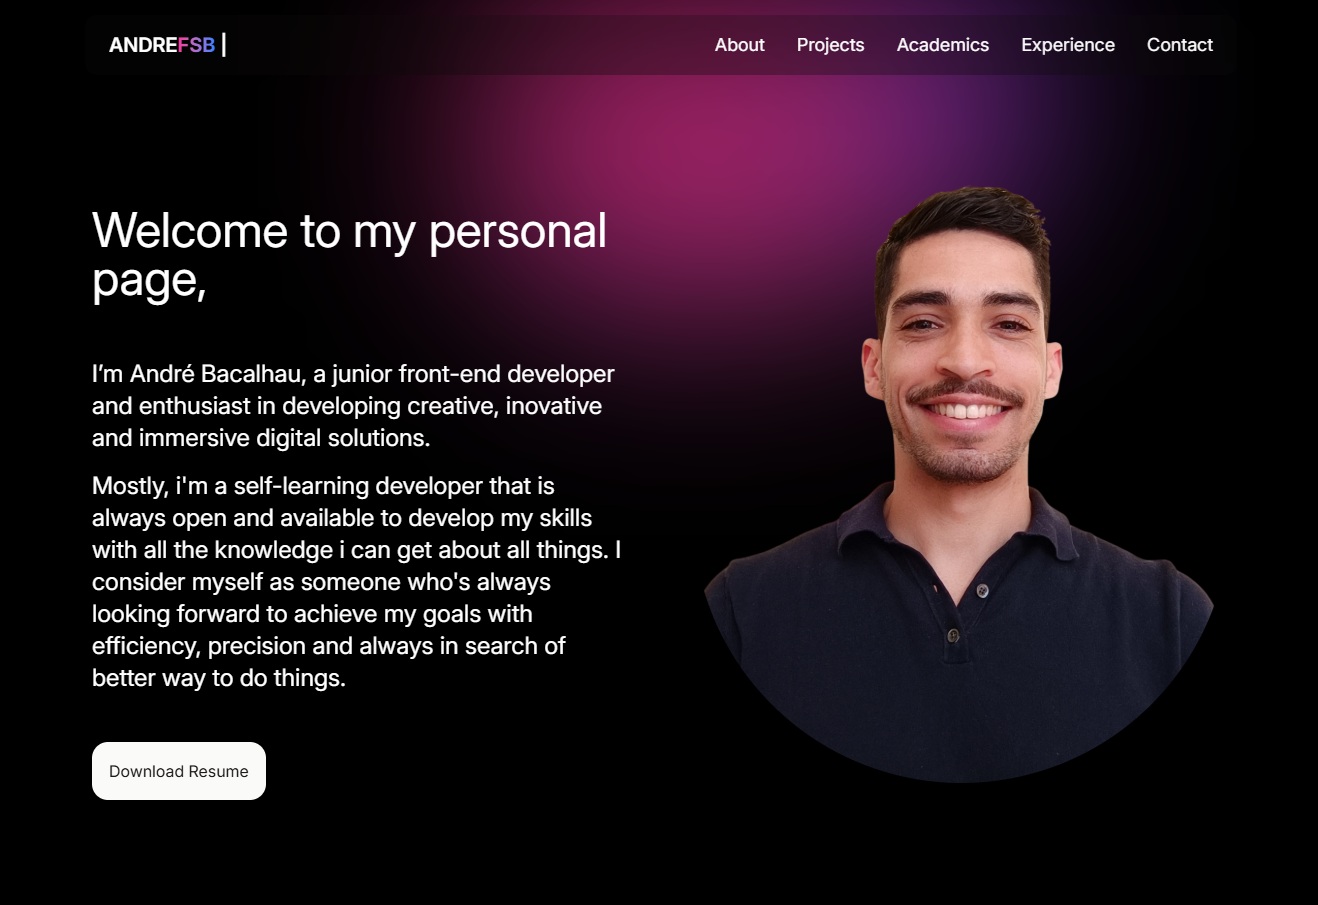 ANDREFSB |
About Projects Academics Experience Contact
Welcome to my personal
page,
I’m André Bacalhau, a junior front-end developer
and enthusiast in developing creative, inovative
and immersive digital solutions.
Mostly, i'm a self-learning developer that is
always open and available to develop my skills
with all the knowledge i can get about all things. I
consider myself as someone who's always
looking forward to achieve my goals with
efficiency, precision and always in search of
better way to do things.
Download Resume